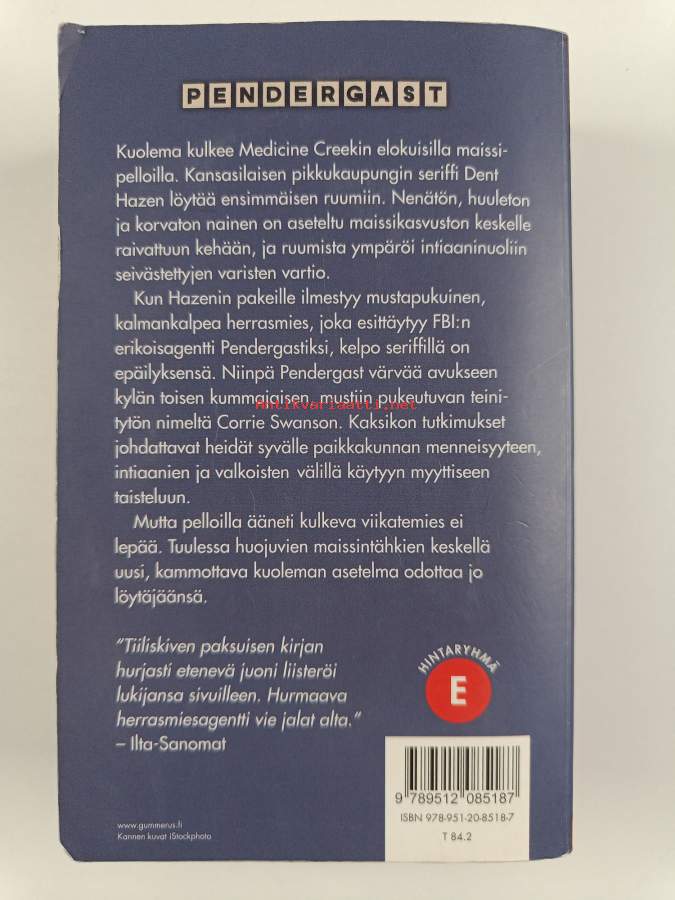 PENDERGAST
Kuolema kulkee Medicine Creekin elokuisilla maissi-
pelloilla. Kansasilaisen pikkukaupungin seriffi Dent
Hazen löytää ensimmäisen ruumiin. Nenätön, huuleton
ja korvaton nainen on aseteltu maissikasvuston keskelle
raivattuun kehään, ja ruumista ympäröi intiaaninuoliin
seivästettyjen varisten vartio.
Kun Hazenin pakeille ilmestyy mustapukuinen,
kalmankalpea herrasmies, joka esittäytyy FBI:n
erikoisagentti Pendergastiksi, kelpo seriffillä on
epäilyksensä. Niinpä Pendergast värvää avukseen
kylän toisen kummajaisen, mustiin pukeutuvan teini-
Antikvariaatti.net
tytön nimeltä Corrie Swanson. Kaksikon tutkimukset
johdattavat heidät syvälle paikkakunnan menneisyyteen,
intiaanien ja valkoisten välillä käytyyn myyttiseen
taisteluun.
Mutta pelloilla ääneti kulkeva viikatemies ei
lepää. Tuulessa huojuvien maissintähkien keskellä
uusi, kammottava kuoleman asetelma odottaa jo
löytäjäänsä.
”Tiiliskiven paksuisen kirjan
hurjasti etenevä juoni liisteröi
lukijansa sivuilleen. Hurmaava
herrasmiesagentti vie jalat alta.”
– Ilta-Sanomat
HINTARYHMÄ
E
9 789512 085187
ISBN 978-951-20-8518-7
T 84.2
www.gummerus.fi
Kannen kuvat iStockphoto